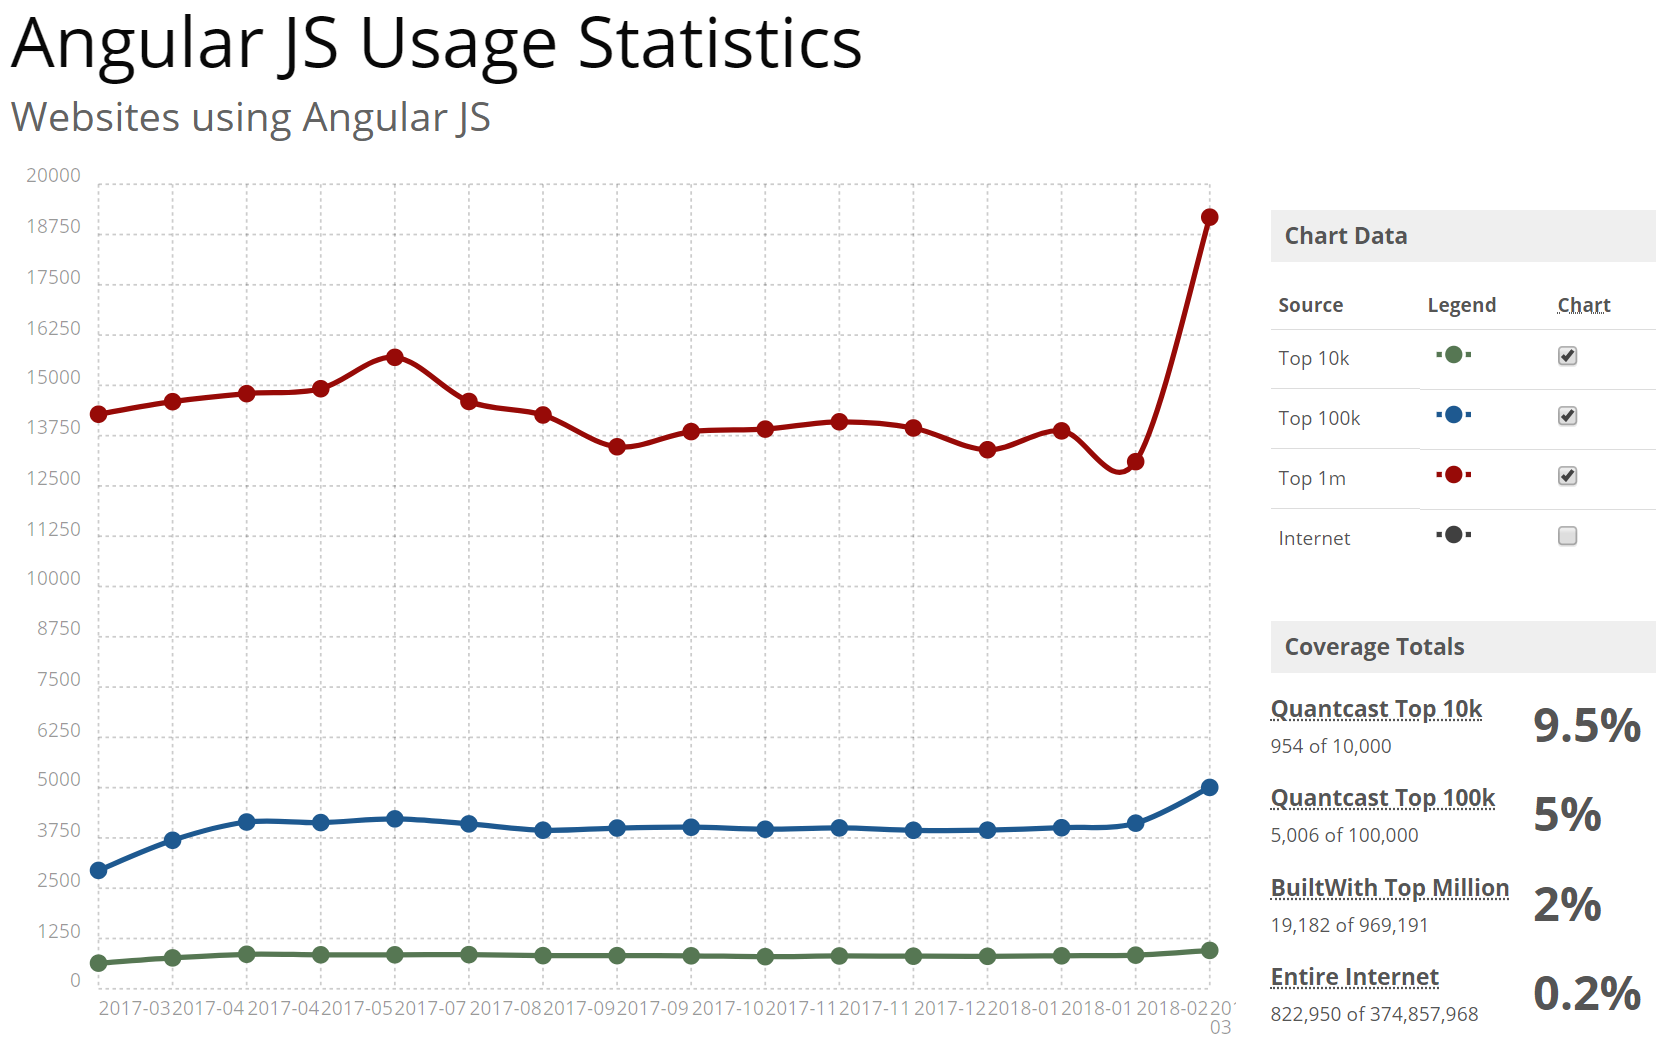 Angular JS Usage Statistics
Websites using Angular JS
20000
18750
17500
16250
15000
13750
12500
11250
10000
8750
7500
6250
5000
3750
2500
1250
0
2017-03 2017-04 2017-04 2017-05 2017-07 2017-08 2017-09 2017-09 2017-10 2017-11 2017-11 2017-12 2018-01 2018-01 2018-02 201
03
Chart Data
Source Legend Chart
Top 10k
Top 100k
Top 1m
Internet
Coverage Totals
Quantcast Top 10k
954 of 10,000
9.5%
Quantcast Top 100k
5,006 of 100,000
5%
BuiltWith Top Million
19,182 of 969,191
2%
Entire Internet
822,950 of 374,857,968
0.2%